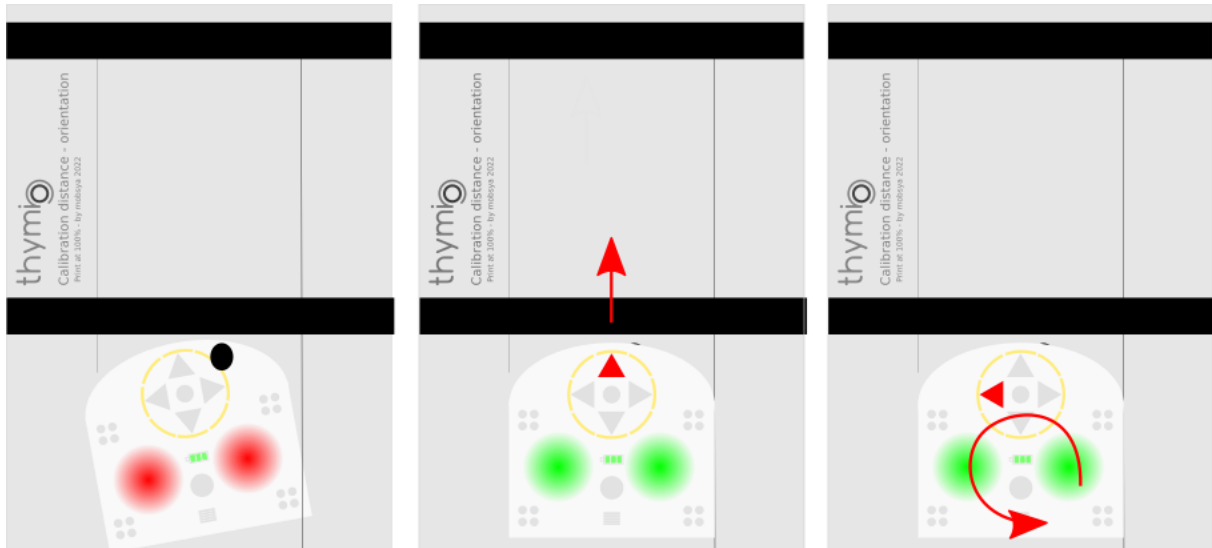 thymio
Calibration distance - orientation
Print at 100% - by mobsya 2022
thymio
Calibration distance - orientation
Print at 100% - by mobsya 2022
thymio
Calibration distance - orientation
Print at 100% - by mobsya 2022